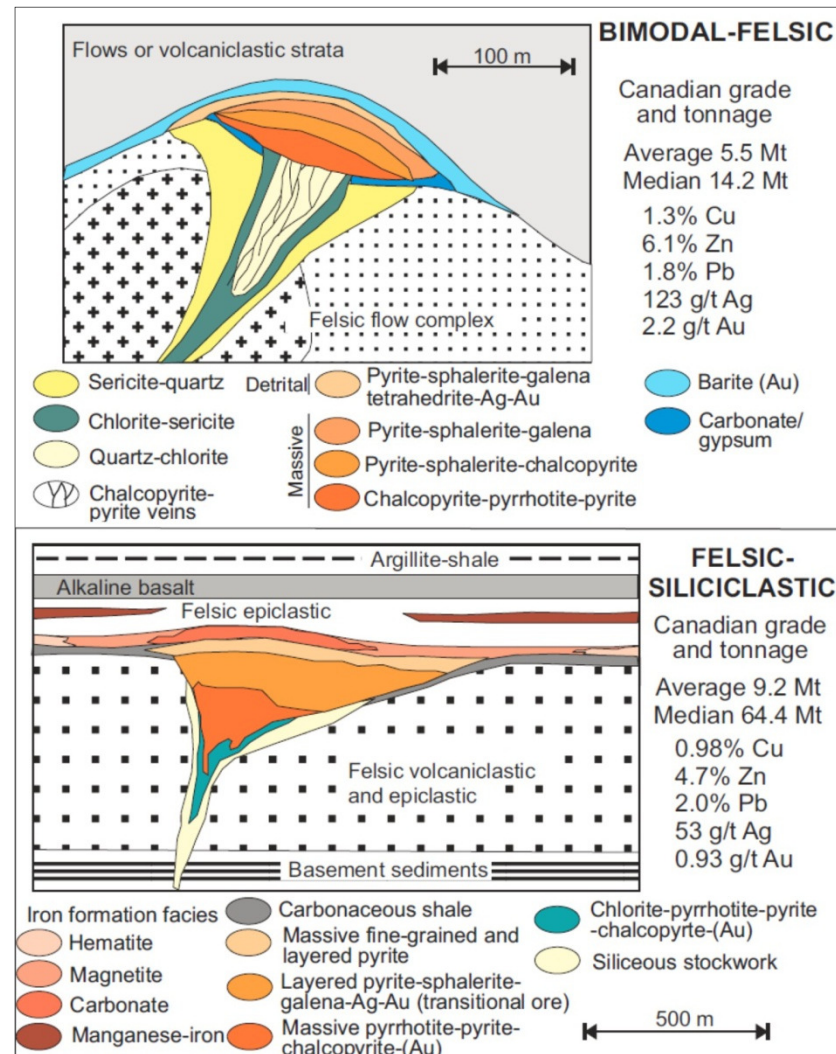 BIMODAL-FELSIC
Flows or volcaniclastic strata
100 m
Canadian grade
and tonnage
Average 5.5 Mt
Median 14.2 Mt
1.3% Cu
6.1% Zn
1.8% Pb
123 g/t Ag
2.2 g/t Au
Felsic flow complex
Sericite-quartz
Chlorite-sericite
Quartz-chlorite
Chalcopyrite-
pyrite veins
Detrital
Pyrite-sphalerite-galena
tetrahedrite-Ag-Au
Massive
Pyrite-sphalerite-galena
Pyrite-sphalerite-chalcopyrite
Chalcopyrite-pyrrhotite-pyrite
Barite (Au)
Carbonate/
gypsum
FELSIC-
SILICICLASTIC
Argillite-shale
Alkaline basalt
Felsic epiclastic
Canadian grade
and tonnage
Average 9.2 Mt
Median 64.4 Mt
0.98% Cu
4.7% Zn
2.0% Pb
53 g/t Ag
0.93 g/t Au
Felsic volcaniclastic
and epiclastic
Basement sediments
Iron formation facies
Hematite
Magnetite
Carbonate
Manganese-iron
Carbonaceous shale
Massive fine-grained and
layered pyrite
Layered pyrite-sphalerite-
galena-Ag-Au (transitional ore)
Massive pyrrhotite-pyrite-
chalcopyrite-(Au)
Chlorite-pyrrhotite-pyrite
-chalcopyrte-(Au)
Siliceous stockwork
500 m